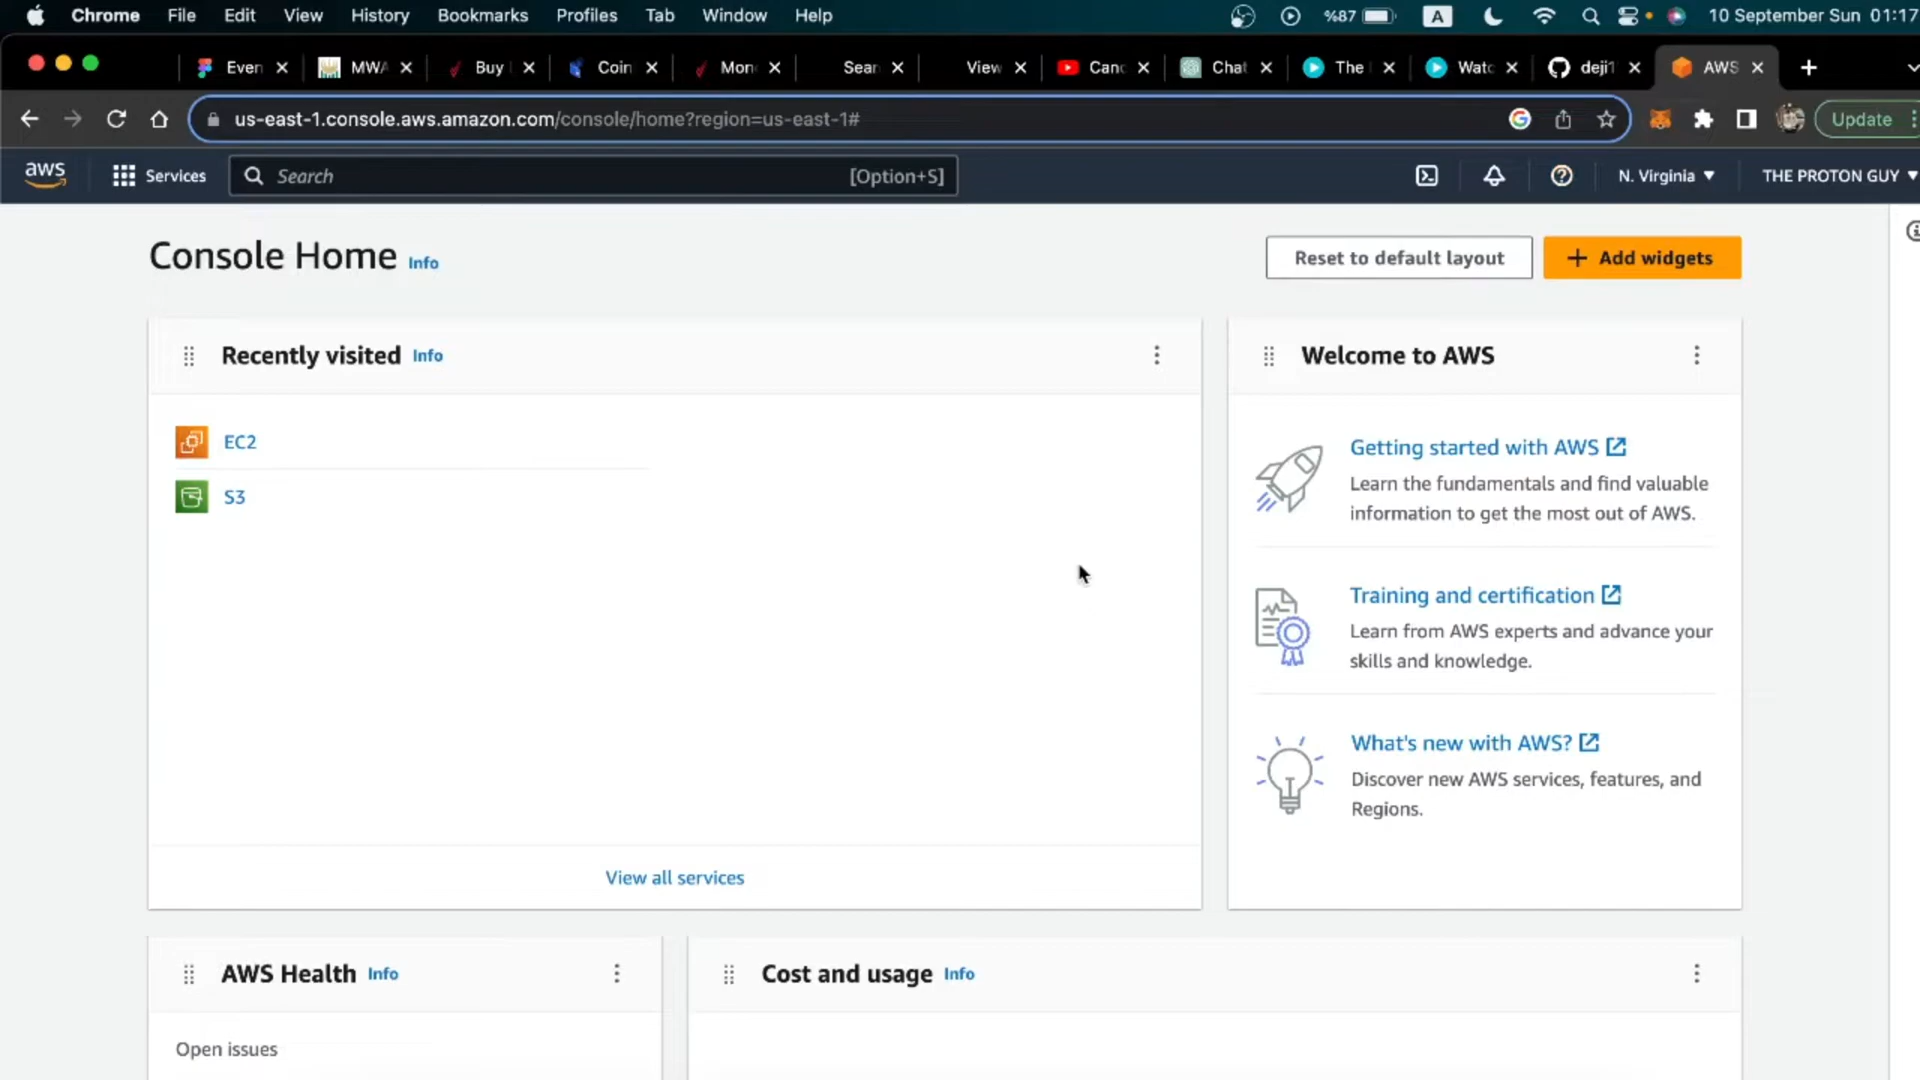 Chrome File Edit View History Bookmarks Profiles Tab Window Help %87 A 10 September Sun 01:17
Even MWA Buy Coin Mon Sear View Canc Chat The Watc deji1 AWS
us-east-1.console.aws.amazon.com/console/home?region=us-east-1# Update
aws Services Search [Option+S] N. Virginia THE PROTON GUY
Console Home Info Reset to default layout Add widgets
Recently visited Info
EC2
S3
View all services
Welcome to AWS
Getting started with AWS
Learn the fundamentals and find valuable
information to get the most out of AWS.
Training and certification
Learn from AWS experts and advance your
skills and knowledge.
What's new with AWS?
Discover new AWS services, features, and
Regions.
AWS Health Info
Open issues
Cost and usage Info